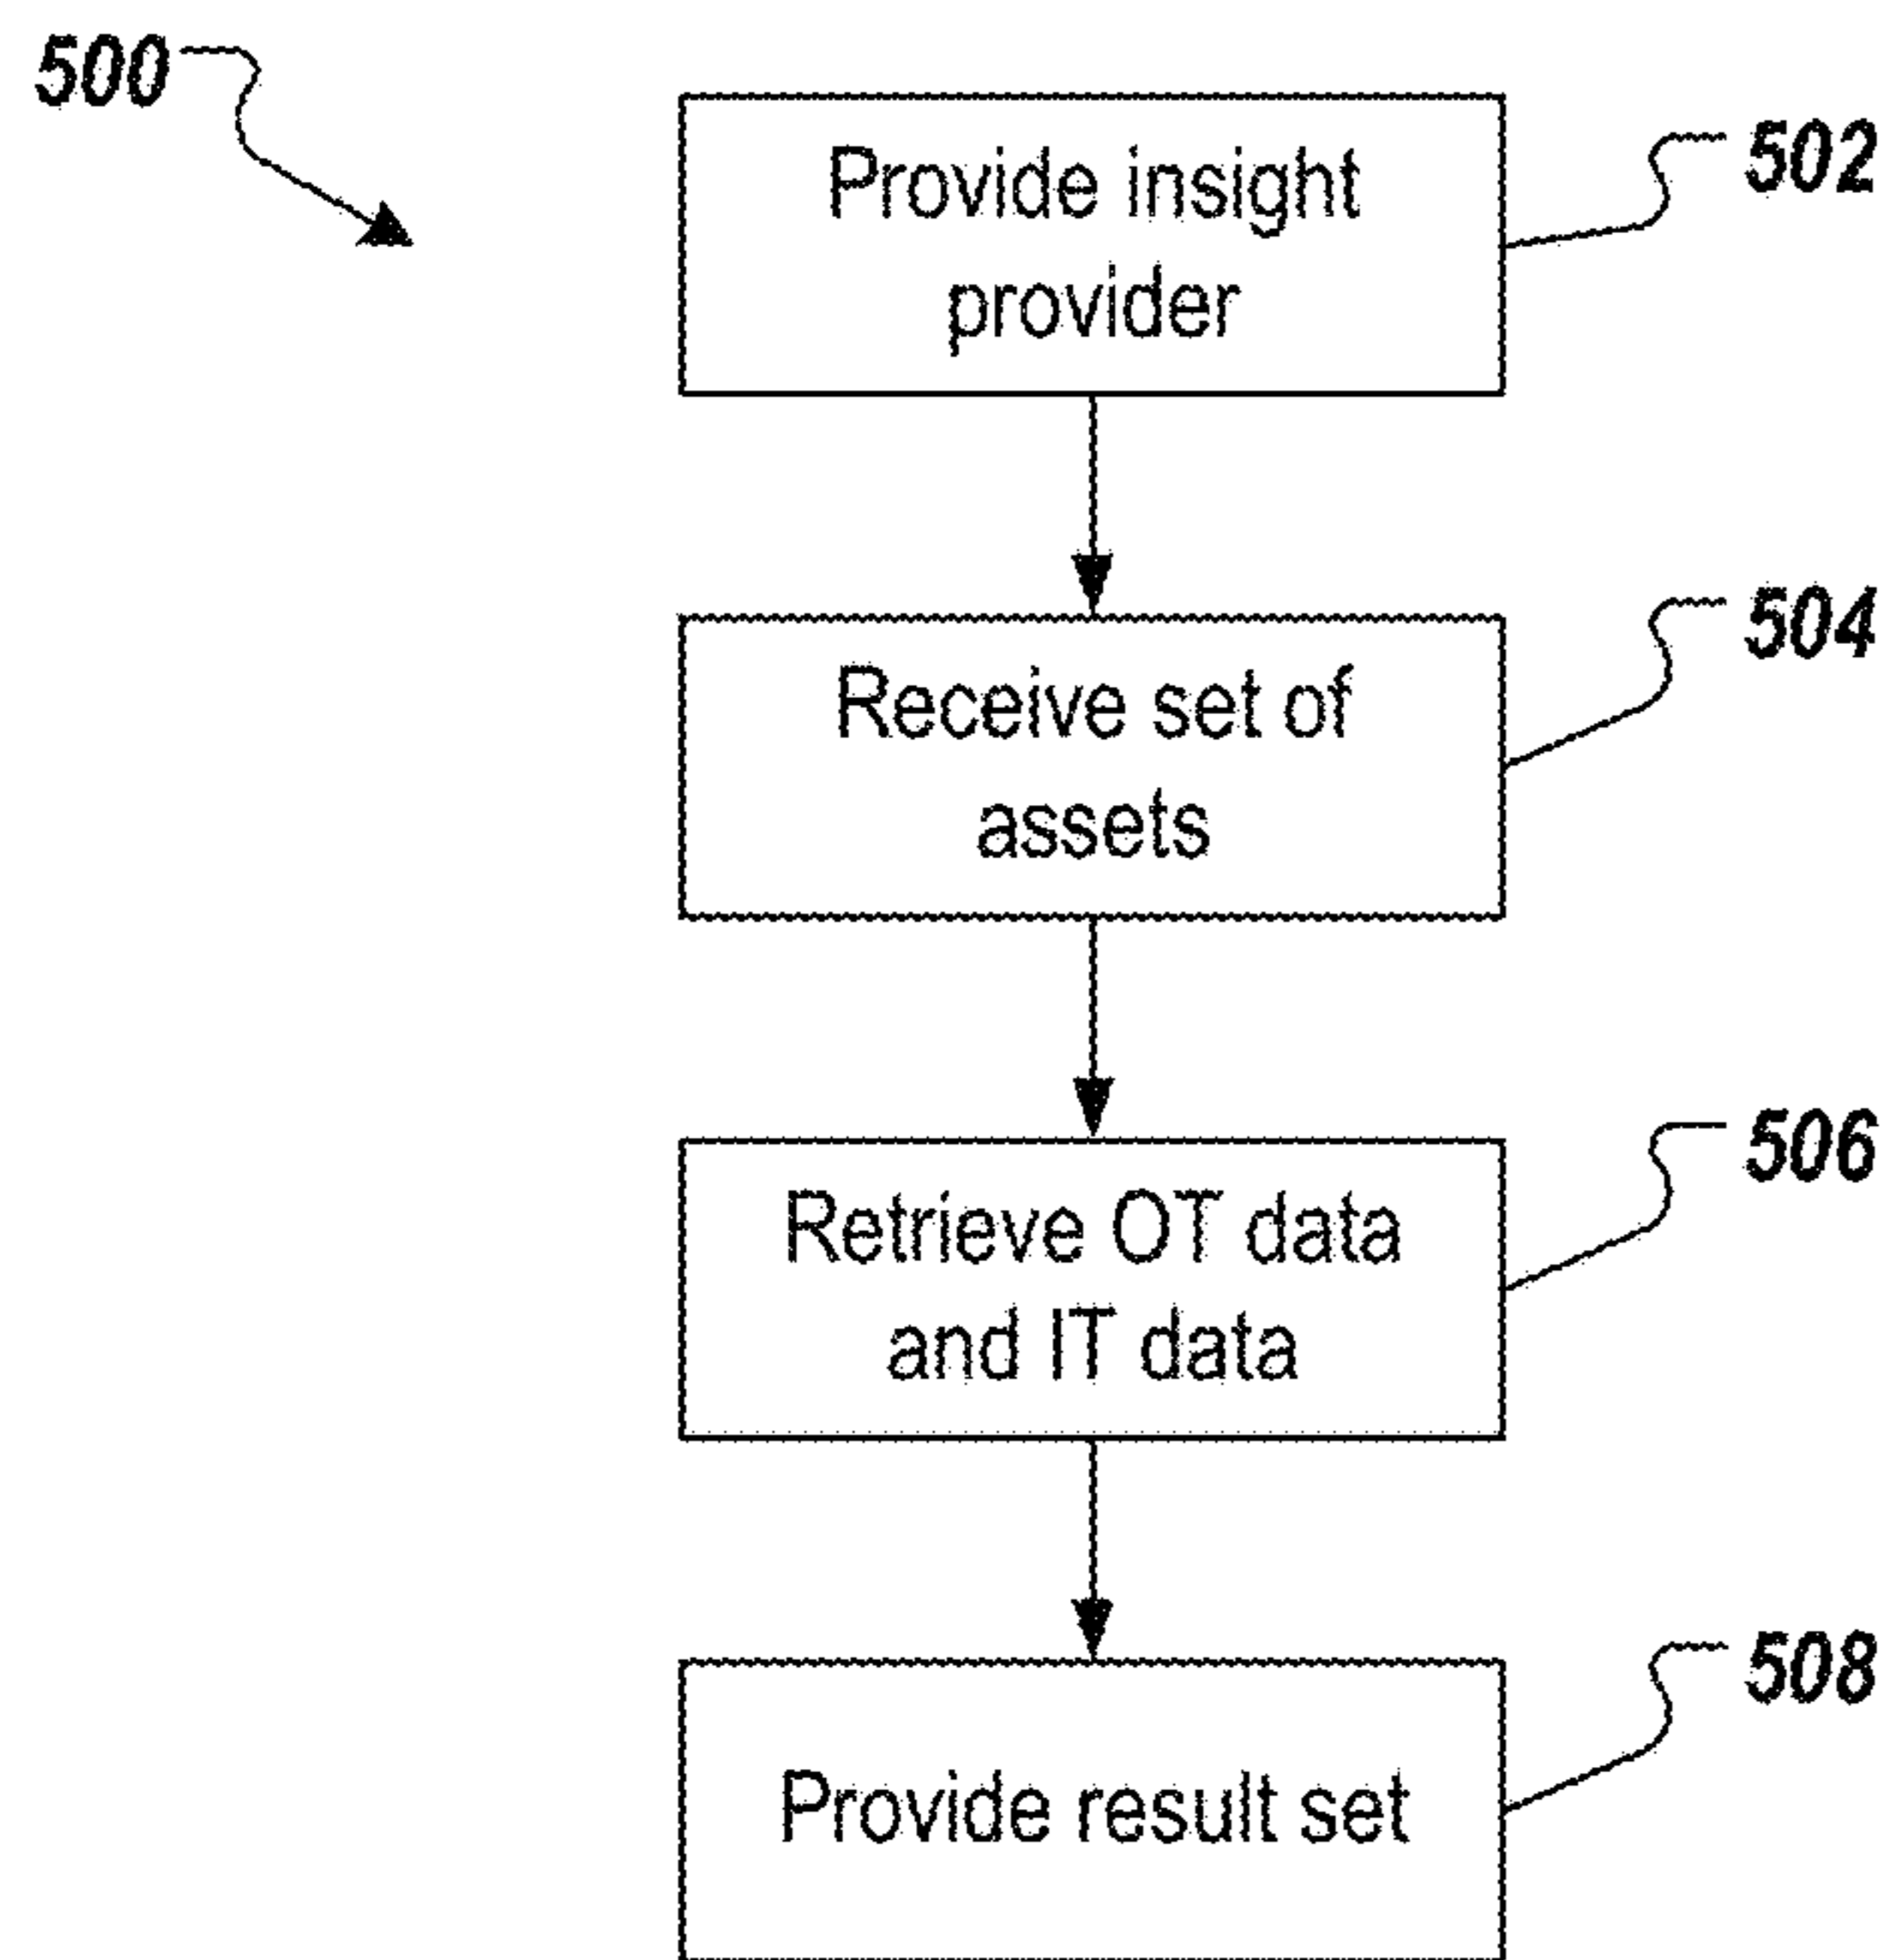 500
Provide insight
provider
502
Receive set of
assets
504
Retrieve OT data
and IT data
506
Provide result set
508